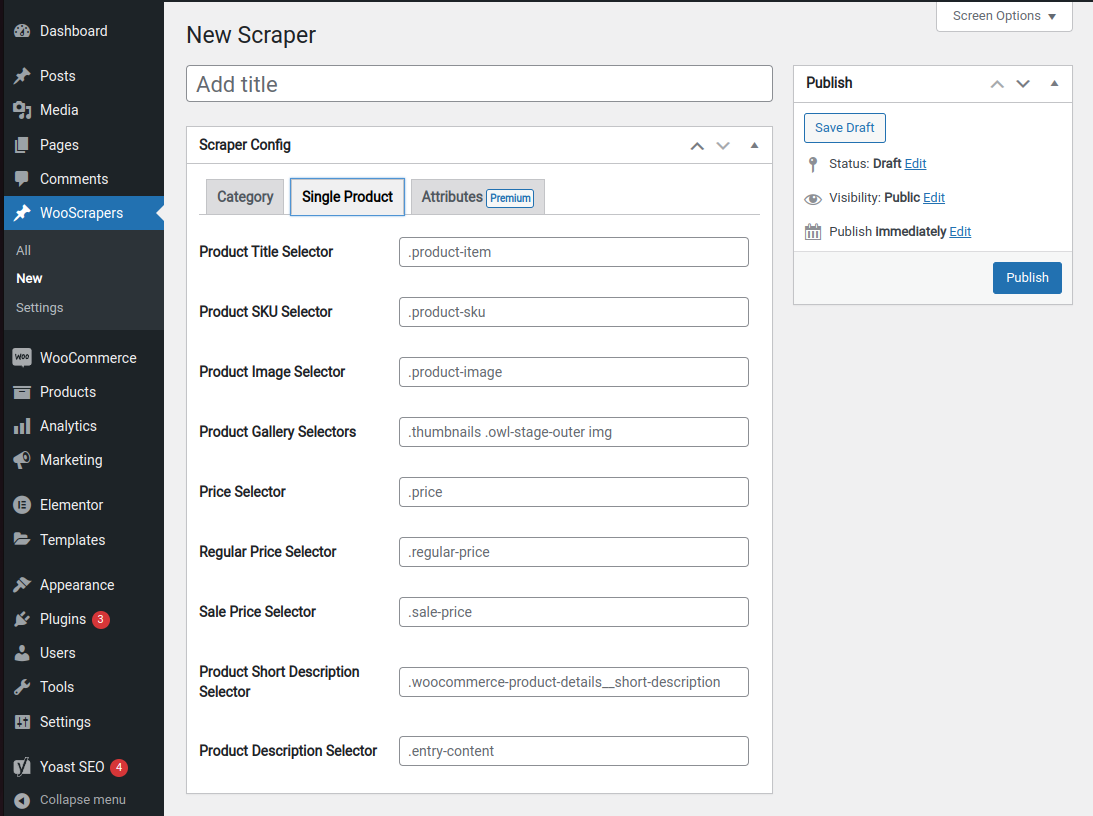 Dashboard
Posts
Media
Pages
Comments
WooScrapers
All
New
Settings
WooCommerce
Products
Analytics
Marketing
Elementor
Templates
Appearance
Plugins 3
Users
Tools
Settings
Yoast SEO 4
Collapse menu
Screen Options
New Scraper
Add title
Scraper Config
Category
Single Product
Attributes Premium
Product Title Selector
.product-item
Product SKU Selector
.product-sku
Product Image Selector
.product-image
Product Gallery Selectors
.thumbnails .owl-stage-outer img
Price Selector
.price
Regular Price Selector
.regular-price
Sale Price Selector
.sale-price
Product Short Description
Selector
.woocommerce-product-details__short-description
Product Description Selector
.entry-content
Publish
Save Draft
Status: Draft Edit
Visibility: Public Edit
Publish immediately Edit
Publish